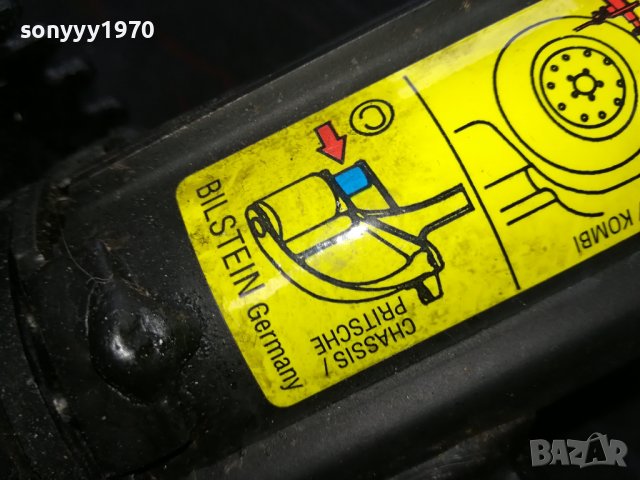 sonyyy1970
©
BILSTEIN Germany
CHASSIS /
PRITSCHE
/ KOMBI
BAZAR